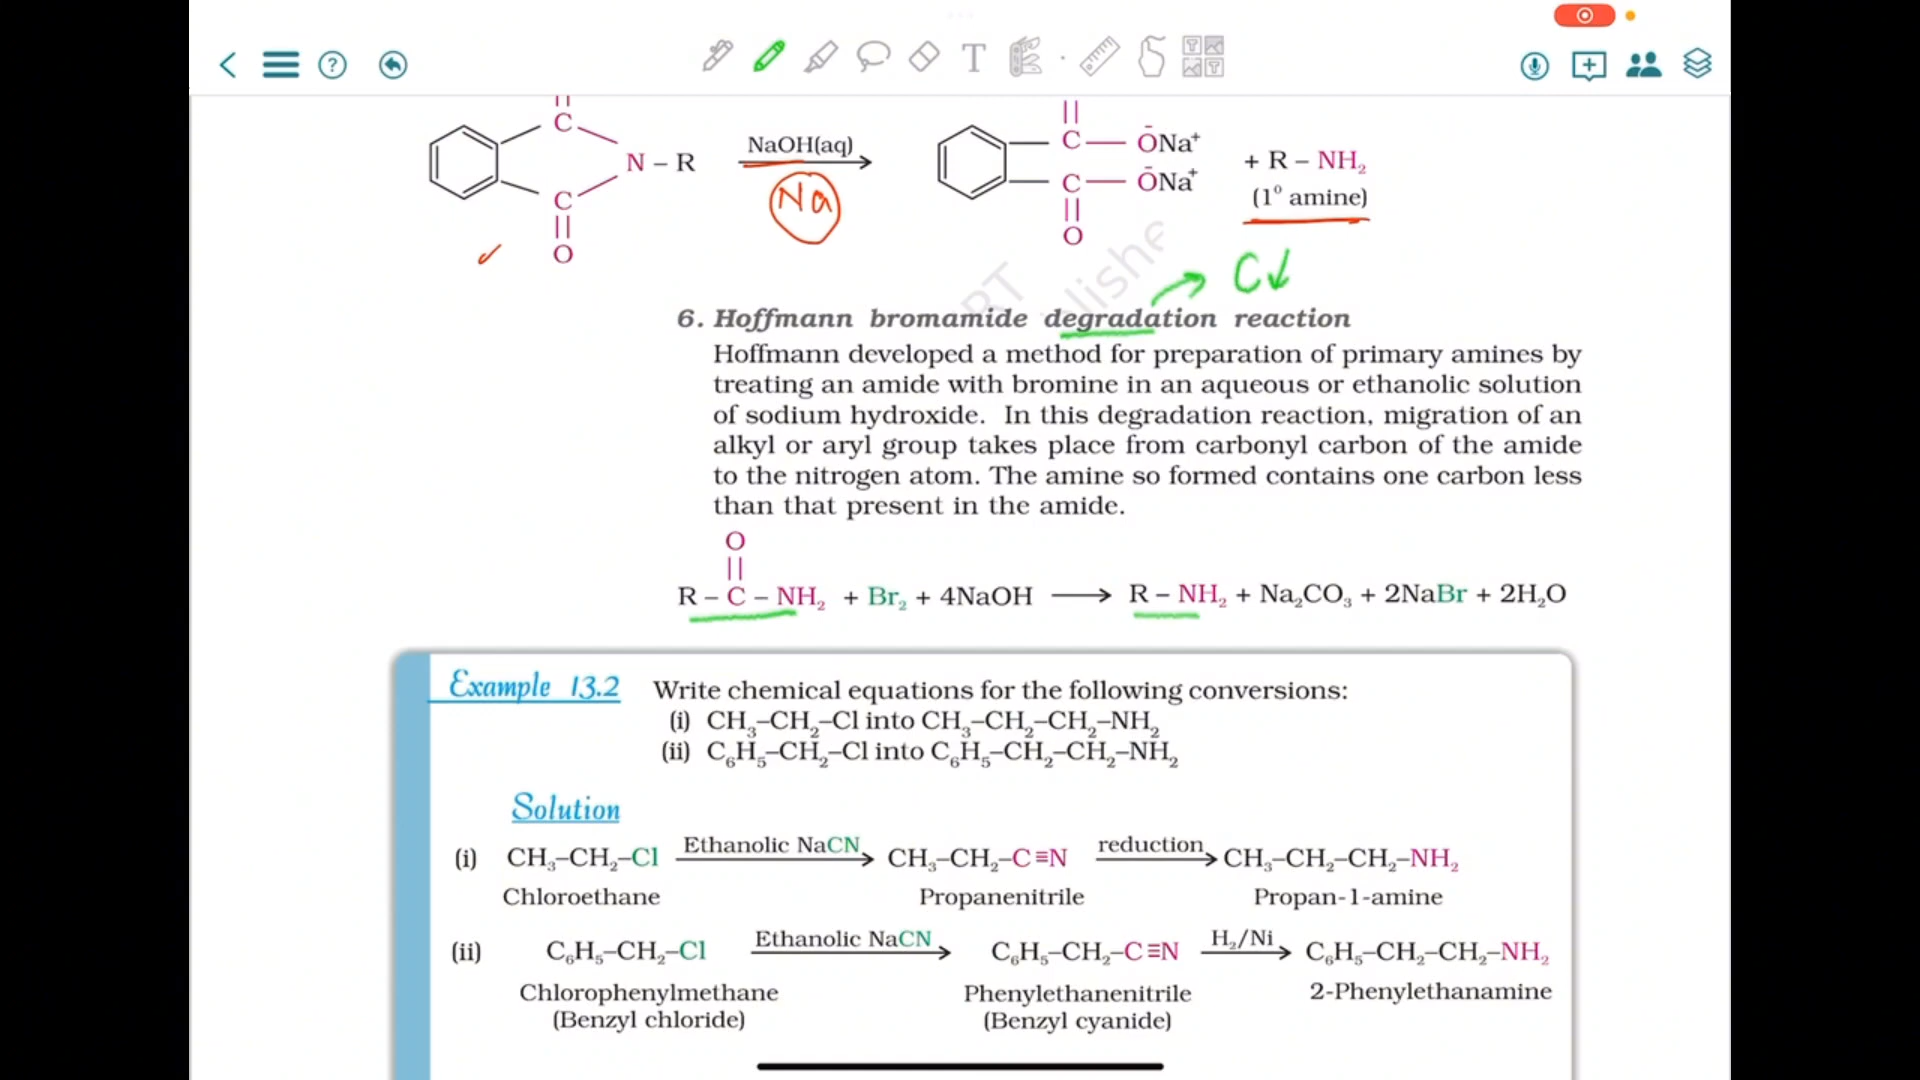 C C
N – R NaOH(aq) C — ŌNa⁺ + R – NH₂
Na
C C — ŌNa⁺ (1⁰ amine)
O O
C↓
6. Hoffmann bromamide degradation reaction
Hoffmann developed a method for preparation of primary amines by
treating an amide with bromine in an aqueous or ethanolic solution
of sodium hydroxide. In this degradation reaction, migration of an
alkyl or aryl group takes place from carbonyl carbon of the amide
to the nitrogen atom. The amine so formed contains one carbon less
than that present in the amide.
O
R – C – NH₂ + Br₂ + 4NaOH ⟶ R – NH₂ + Na₂CO₃ + 2NaBr + 2H₂O
Example 13.2 Write chemical equations for the following conversions:
(i) CH₃–CH₂–Cl into CH₃–CH₂–CH₂–NH₂
(ii) C₆H₅–CH₂–Cl into C₆H₅–CH₂–CH₂–NH₂
Solution
(i) CH₃–CH₂–Cl Ethanolic NaCN CH₃–CH₂–C≡N reduction CH₃–CH₂–CH₂–NH₂
Chloroethane Propanenitrile Propan-1-amine
(ii) C₆H₅–CH₂–Cl Ethanolic NaCN C₆H₅–CH₂–C≡N H₂/Ni C₆H₅–CH₂–CH₂–NH₂
Chlorophenylmethane Phenylethanenitrile 2-Phenylethanamine
(Benzyl chloride) (Benzyl cyanide)